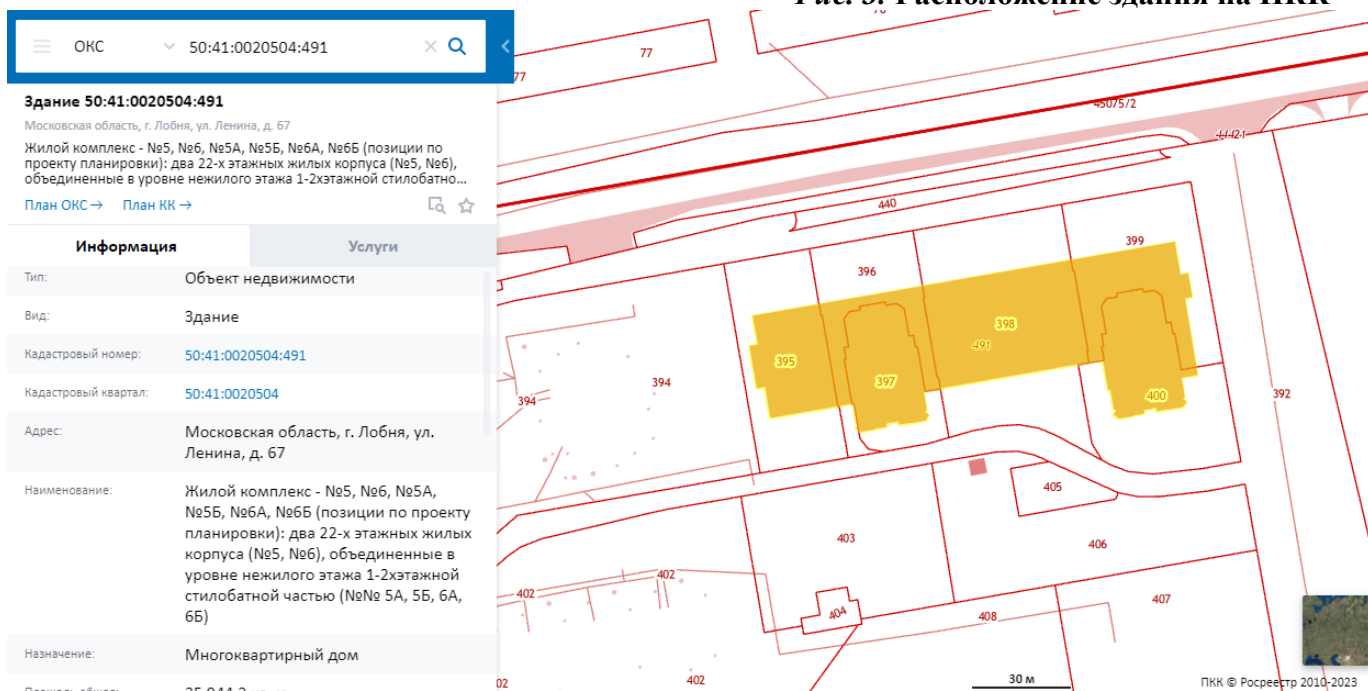 Рис. 3. Расположение здания на ПКК
ОКС 50:41:0020504:491
Здание 50:41:0020504:491
Московская область, г. Лобня, ул. Ленина, д. 67
Жилой комплекс - №5, №6, №5А, №5Б, №6А, №6Б (позиции по
проекту планировки): два 22-х этажных жилых корпуса (№5, №6),
объединенные в уровне нежилого этажа 1-2хэтажной стилобатно...
План ОКС → План КК →
Информация Услуги
Тип: Объект недвижимости
Вид: Здание
Кадастровый номер: 50:41:0020504:491
Кадастровый квартал: 50:41:0020504
Адрес: Московская область, г. Лобня, ул.
Ленина, д. 67
Наименование: Жилой комплекс - №5, №6, №5А,
№5Б, №6А, №6Б (позиции по проекту
планировки): два 22-х этажных жилых
корпуса (№5, №6), объединенные в
уровне нежилого этажа 1-2хэтажной
стилобатной частью (№№ 5А, 5Б, 6А,
6Б)
Назначение: Многоквартирный дом
77
77
45075/2
44421
440
399
396
398
491
395
397
400
394
394
392
405
403
406
402
402
404
408
407
02
402
30 м
ПКК © Росреестр 2010-2023